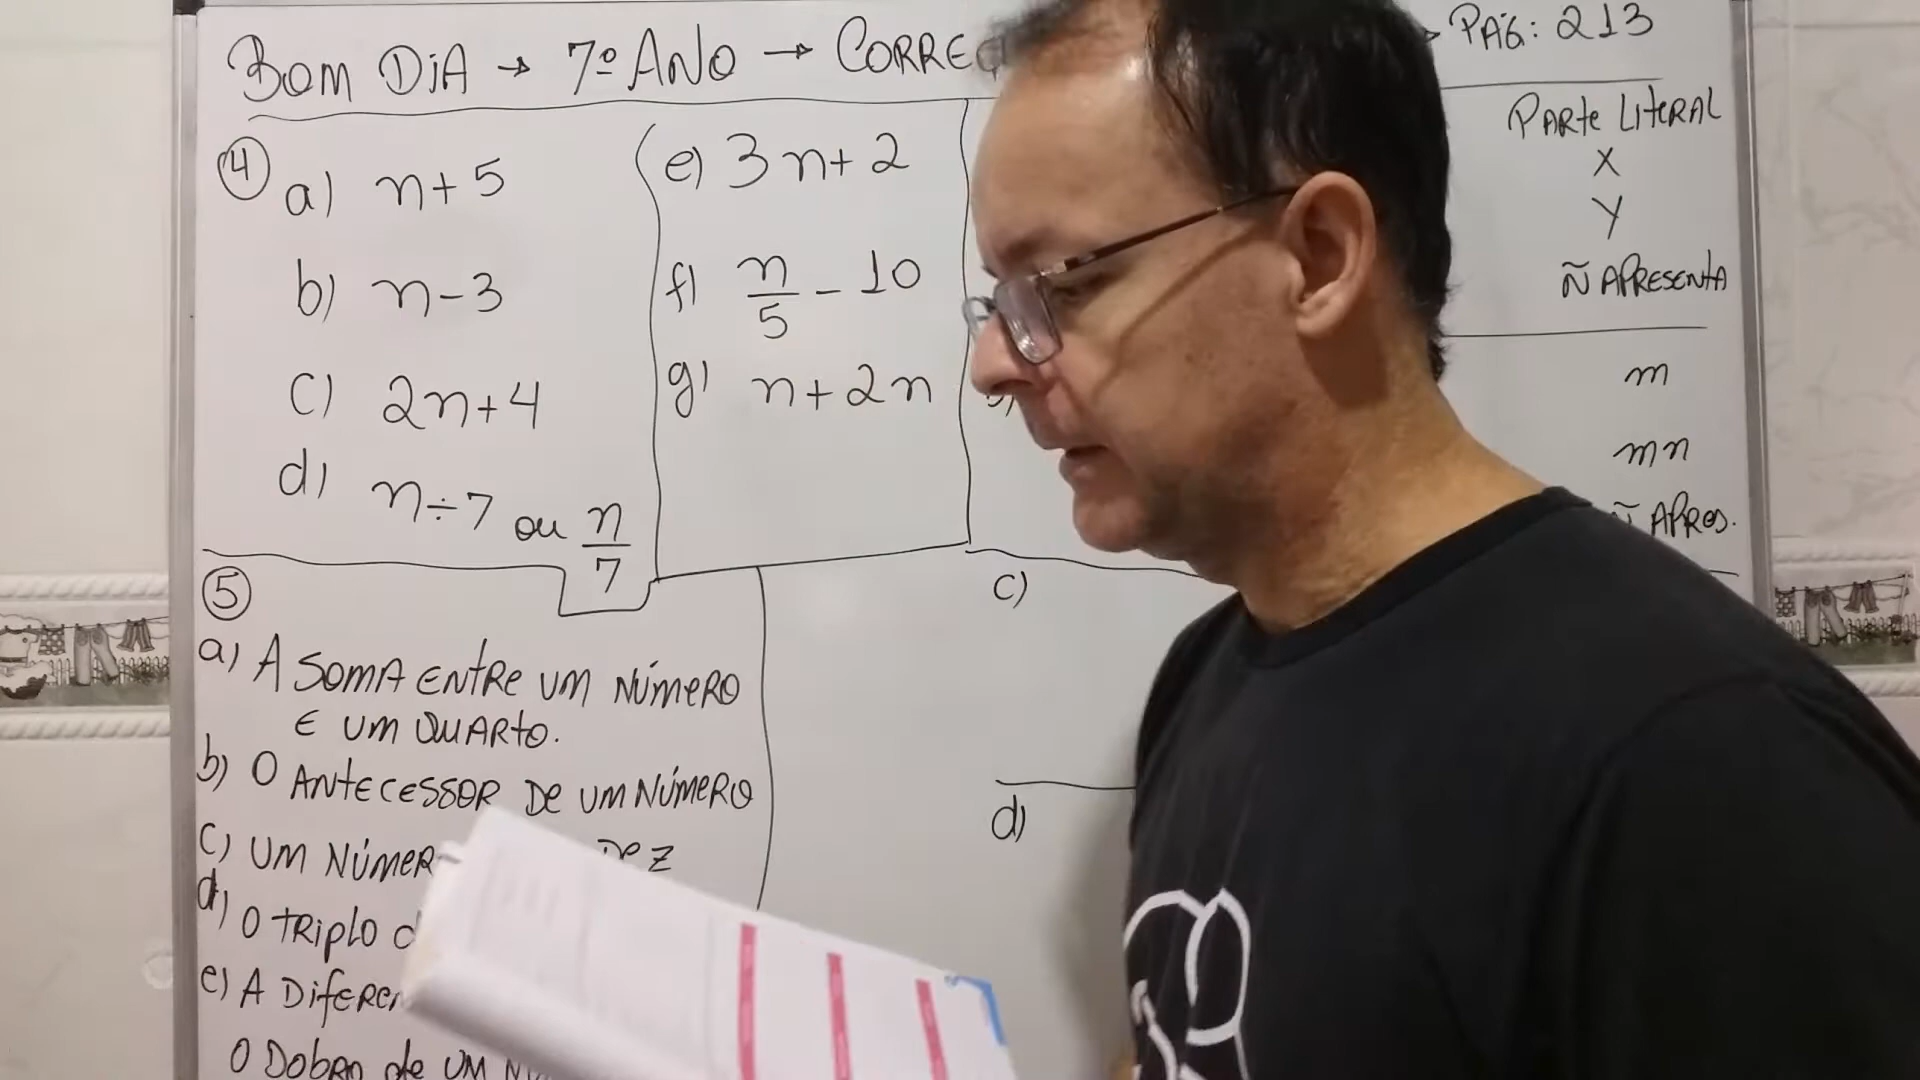 BOM DIA → 7º ANO → CORREÇ
PÁG: 213
4
a) n + 5
b) n - 3
c) 2n + 4
d) n ÷ 7 ou n/7
e) 3n + 2
f) n/5 - 10
g) n + 2n
PARTE LITERAL
X
Y
Ñ APRESENTA
m
mn
Ñ APRES.
5
a) A SOMA ENTRE UM NÚMERO
E UM QUARTO.
b) O ANTECESSOR DE UM NÚMERO
c) UM NÚMER DEZ
d) O TRIPLO d
e) A DIFEREN
O DOBRO de UM N
c)
d)